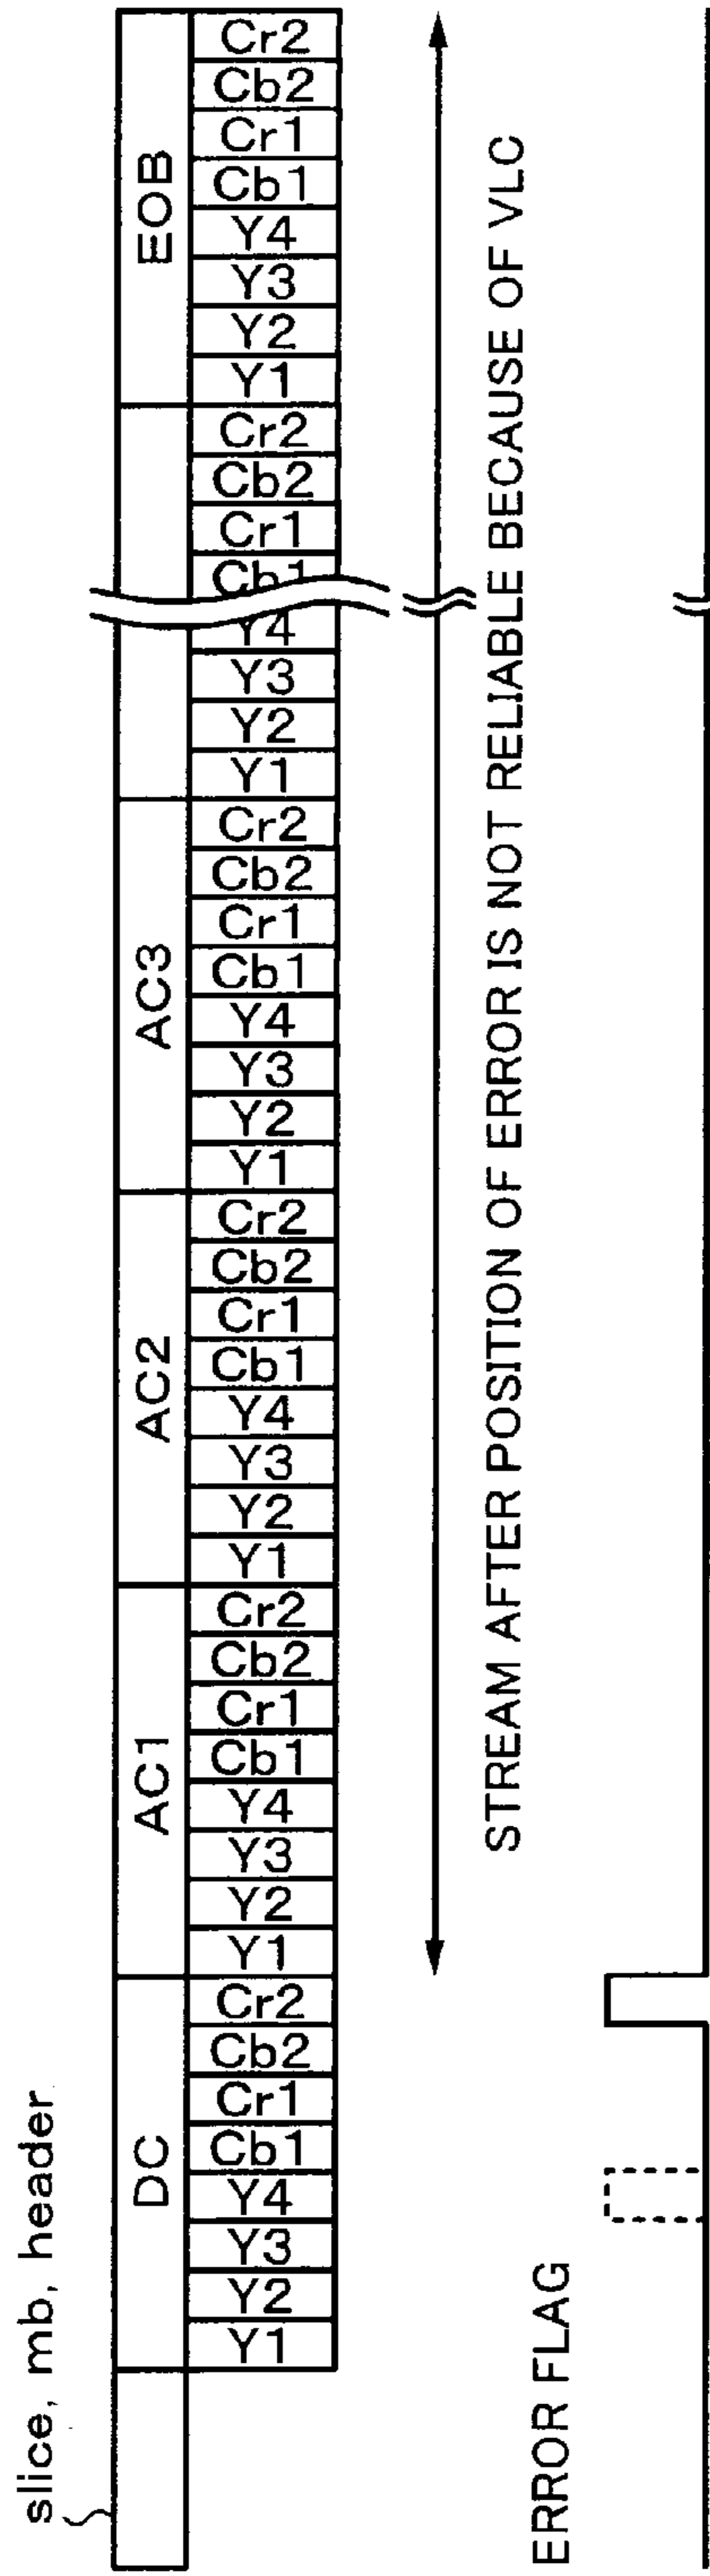 slice, mb, header
DC AC1 AC2 AC3 EOB
Y1 Y2 Y3 Y4 Cb1 Cr1 Cb2 Cr2 Y1 Y2 Y3 Y4 Cb1 Cr1 Cb2 Cr2 Y1 Y2 Y3 Y4 Cb1 Cr1 Cb2 Cr2 Y1 Y2 Y3 Y4 Cb1 Cr1 Cb2 Cr2 Y1 Y2 Y3 Y4 Cb1 Cr1 Cb2 Cr2 Y1 Y2 Y3 Y4 Cb1 Cr1 Cb2 Cr2
STREAM AFTER POSITION OF ERROR IS NOT RELIABLE BECAUSE OF VLC
ERROR FLAG